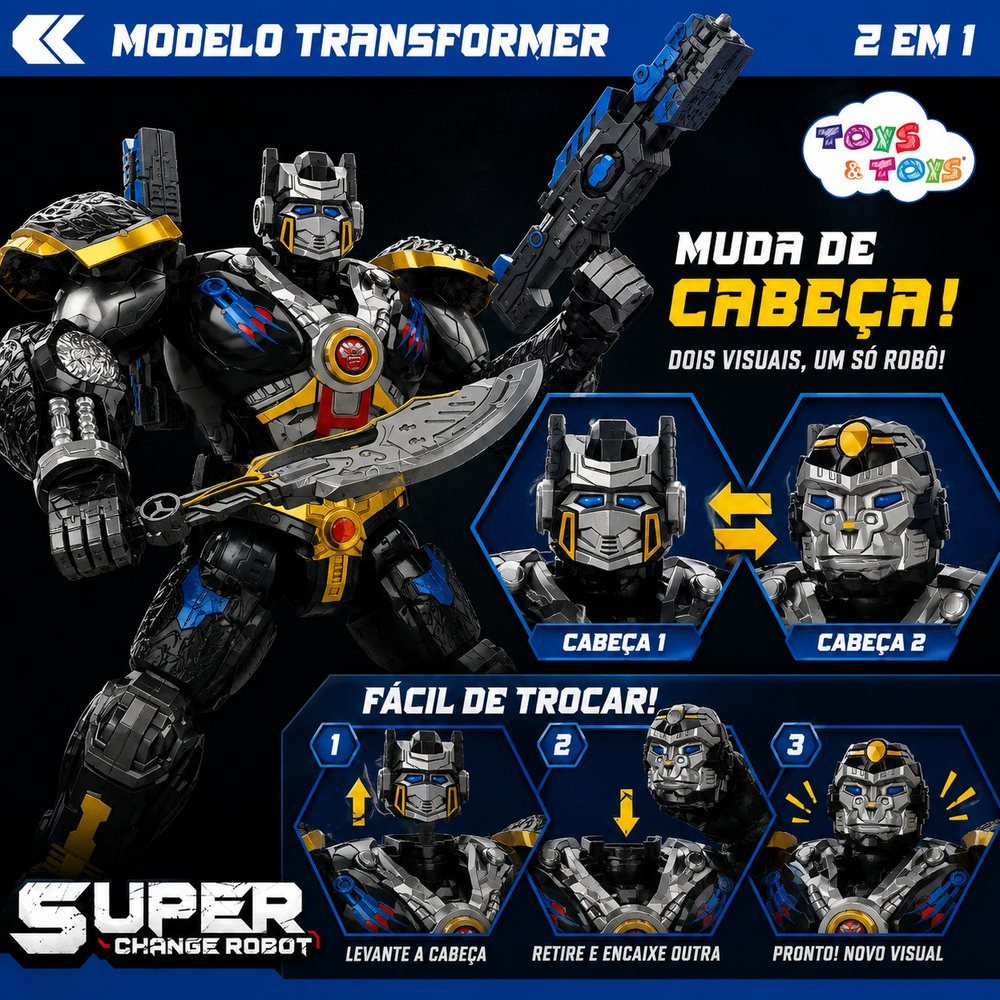 MODELO TRANSFORMER
2 EM 1
TOYS
& TOYS
MUDA DE
CABEÇA!
DOIS VISUAIS, UM SÓ ROBÔ!
CABEÇA 1
CABEÇA 2
FÁCIL DE TROCAR!
1
2
3
LEVANTE A CABEÇA
RETIRE E ENCAIXE OUTRA
PRONTO! NOVO VISUAL
SUPER
CHANGE ROBOT